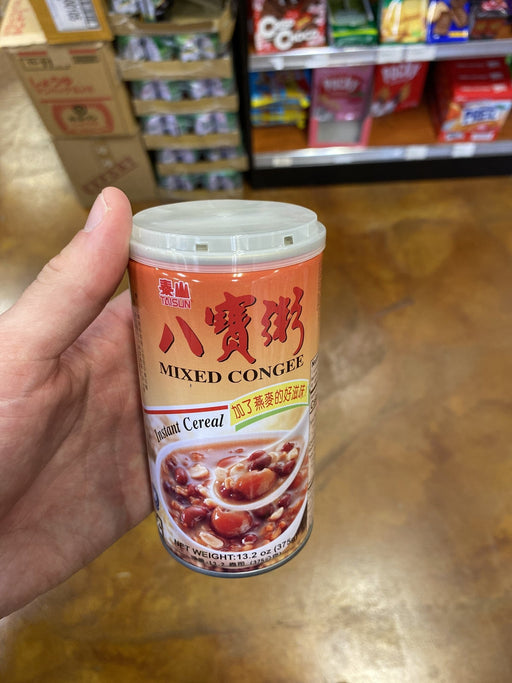 泰山
TAISUN
八寶粥
MIXED CONGEE
加了燕麥的好滋味
Instant Cereal
NET WEIGHT:13.2 oz (375g)